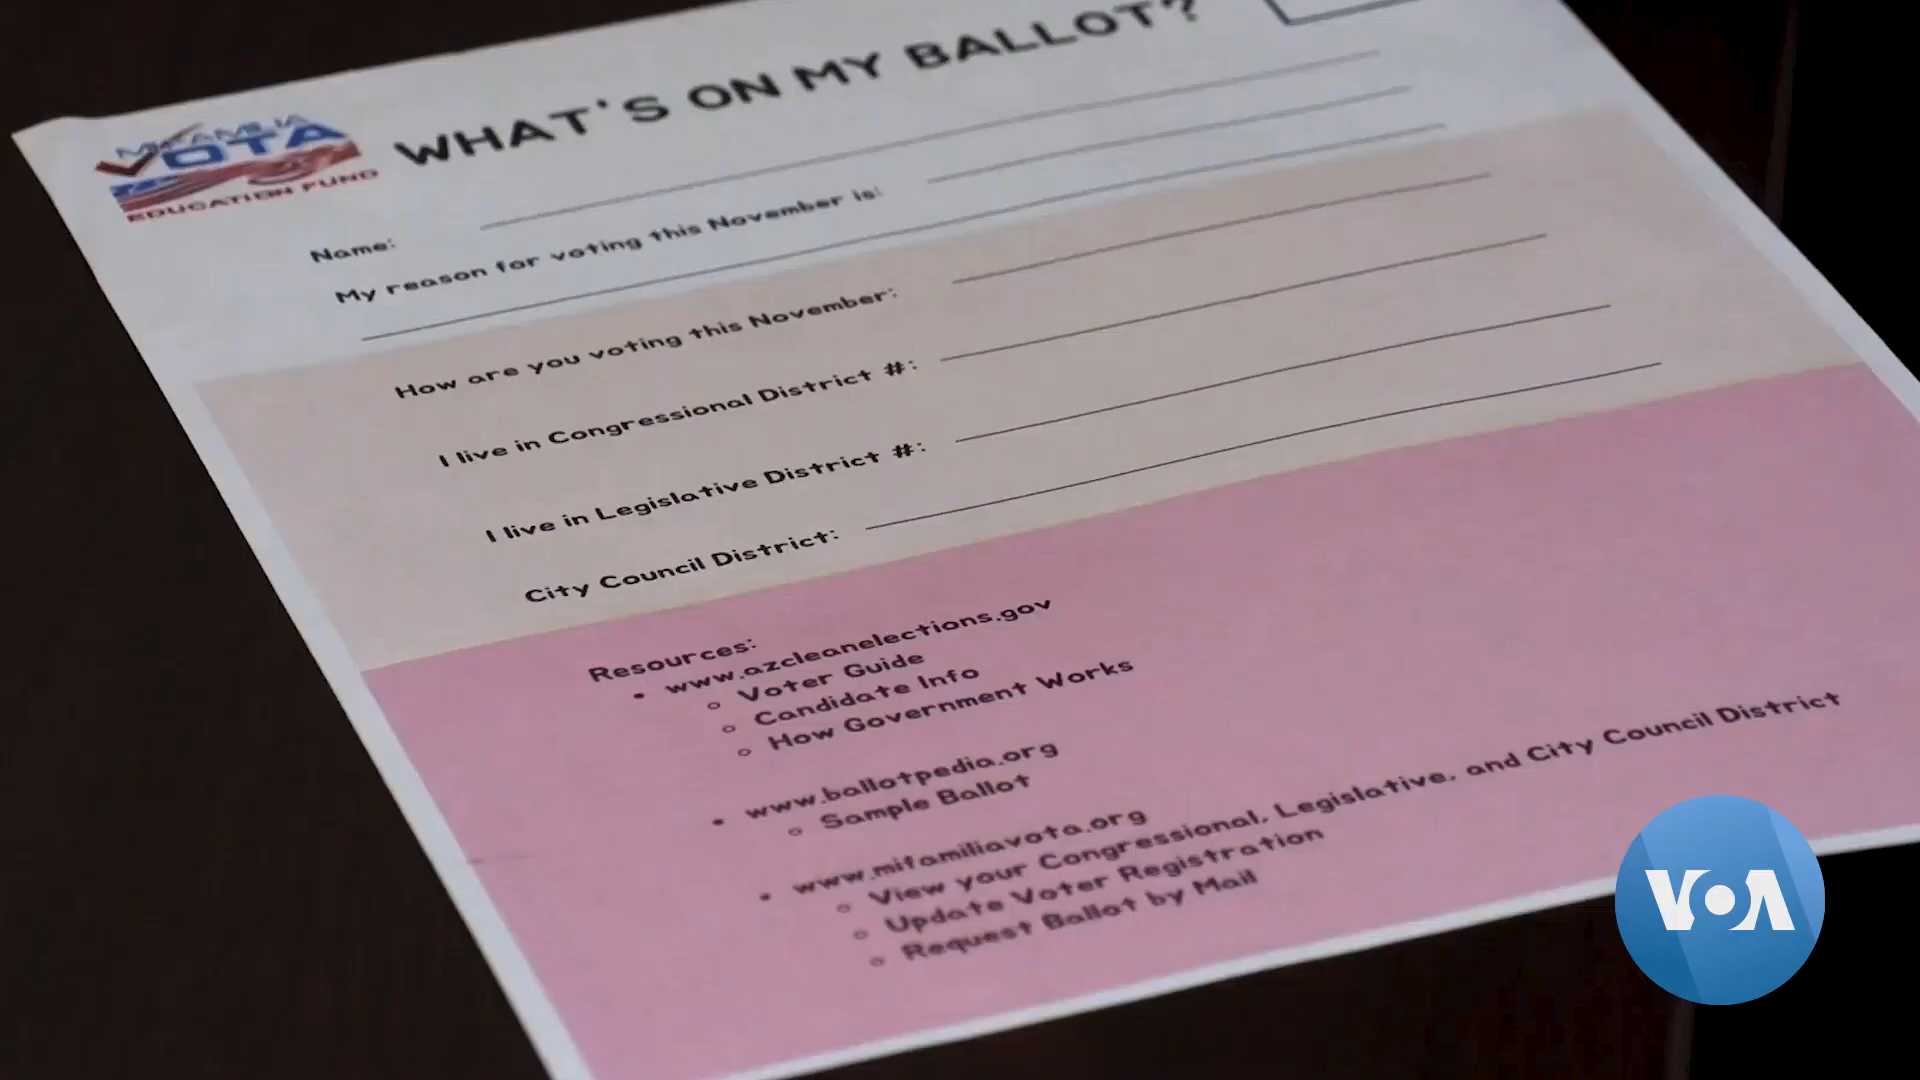 MI FAMILIA
VOTA
EDUCATION FUND
WHAT'S ON MY BALLOT?
Name:
My reason for voting this November is:
How are you voting this November:
I live in Congressional District #:
I live in Legislative District #:
City Council District:
Resources:
• www.azcleanelections.gov
○ Voter Guide
○ Candidate Info
○ How Government Works
• www.ballotpedia.org
○ Sample Ballot
• www.mifamiliavota.org
○ View your Congressional, Legislative, and City Council District
○ Update Voter Registration
○ Request Ballot by Mail
VOA